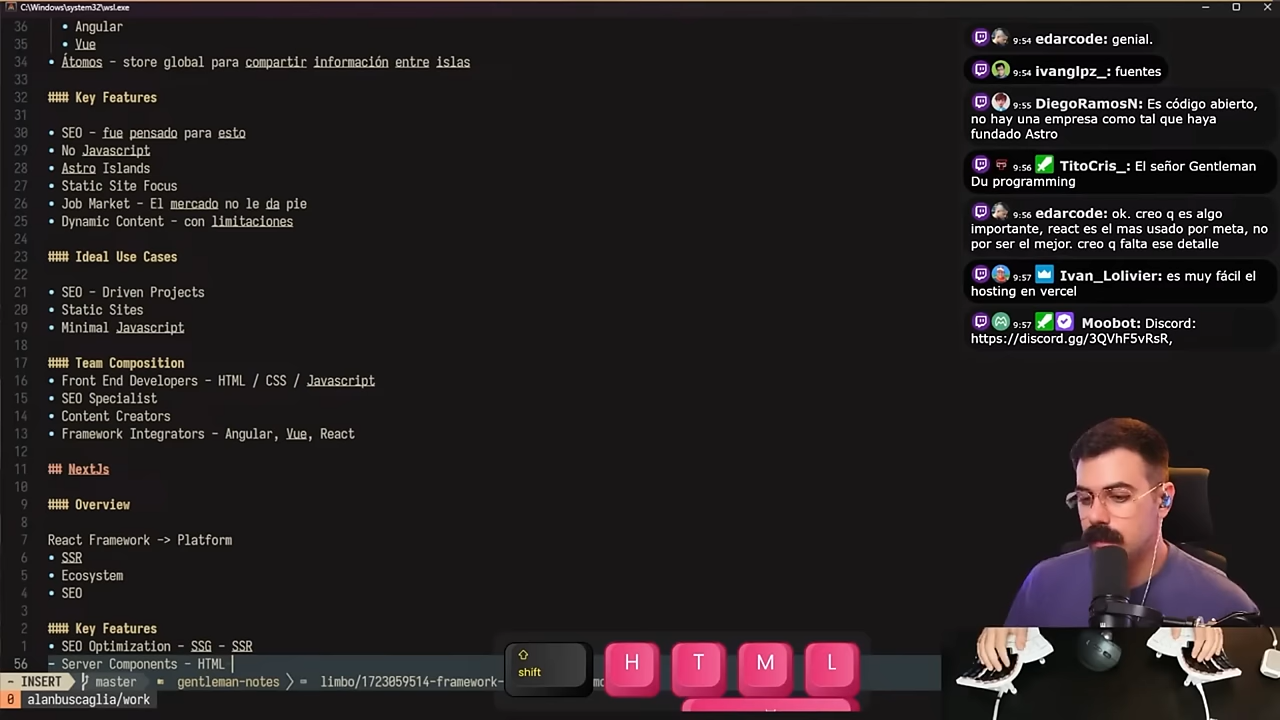 C:\Windows\system32\wsl.exe
36 • Angular
35 • Vue
34 • Átomos - store global para compartir información entre islas
33
32 ### Key Features
31
30 • SEO - fue pensado para esto
29 • No Javascript
28 • Astro Islands
27 • Static Site Focus
26 • Job Market - El mercado no le da pie
25 • Dynamic Content - con limitaciones
24
23 ### Ideal Use Cases
22
21 • SEO - Driven Projects
20 • Static Sites
19 • Minimal Javascript
18
17 ### Team Composition
16 • Front End Developers - HTML / CSS / Javascript
15 • SEO Specialist
14 • Content Creators
13 • Framework Integrators - Angular, Vue, React
12
11 ## NextJs
10
9 ### Overview
8
7 React Framework -> Platform
6 • SSR
5 • Ecosystem
4 • SEO
3
2 ### Key Features
1 • SEO Optimization - SSG - SSR
56 - Server Components - HTML
- INSERT master gentleman-notes limbo/1723059514-framework-
0 alanbuscaglia/work
shift H T M L
9:54 edarcode: genial.
9:54 ivanglpz_: fuentes
9:55 DiegoRamosN: Es código abierto,
no hay una empresa como tal que haya
fundado Astro
9:56 TitoCris_: El señor Gentleman
Du programming
9:56 edarcode: ok. creo q es algo
importante, react es el mas usado por meta, no
por ser el mejor. creo q falta ese detalle
9:57 Ivan_Lolivier: es muy fácil el
hosting en vercel
9:57 Moobot: Discord:
https://discord.gg/3QVhF5vRsR,